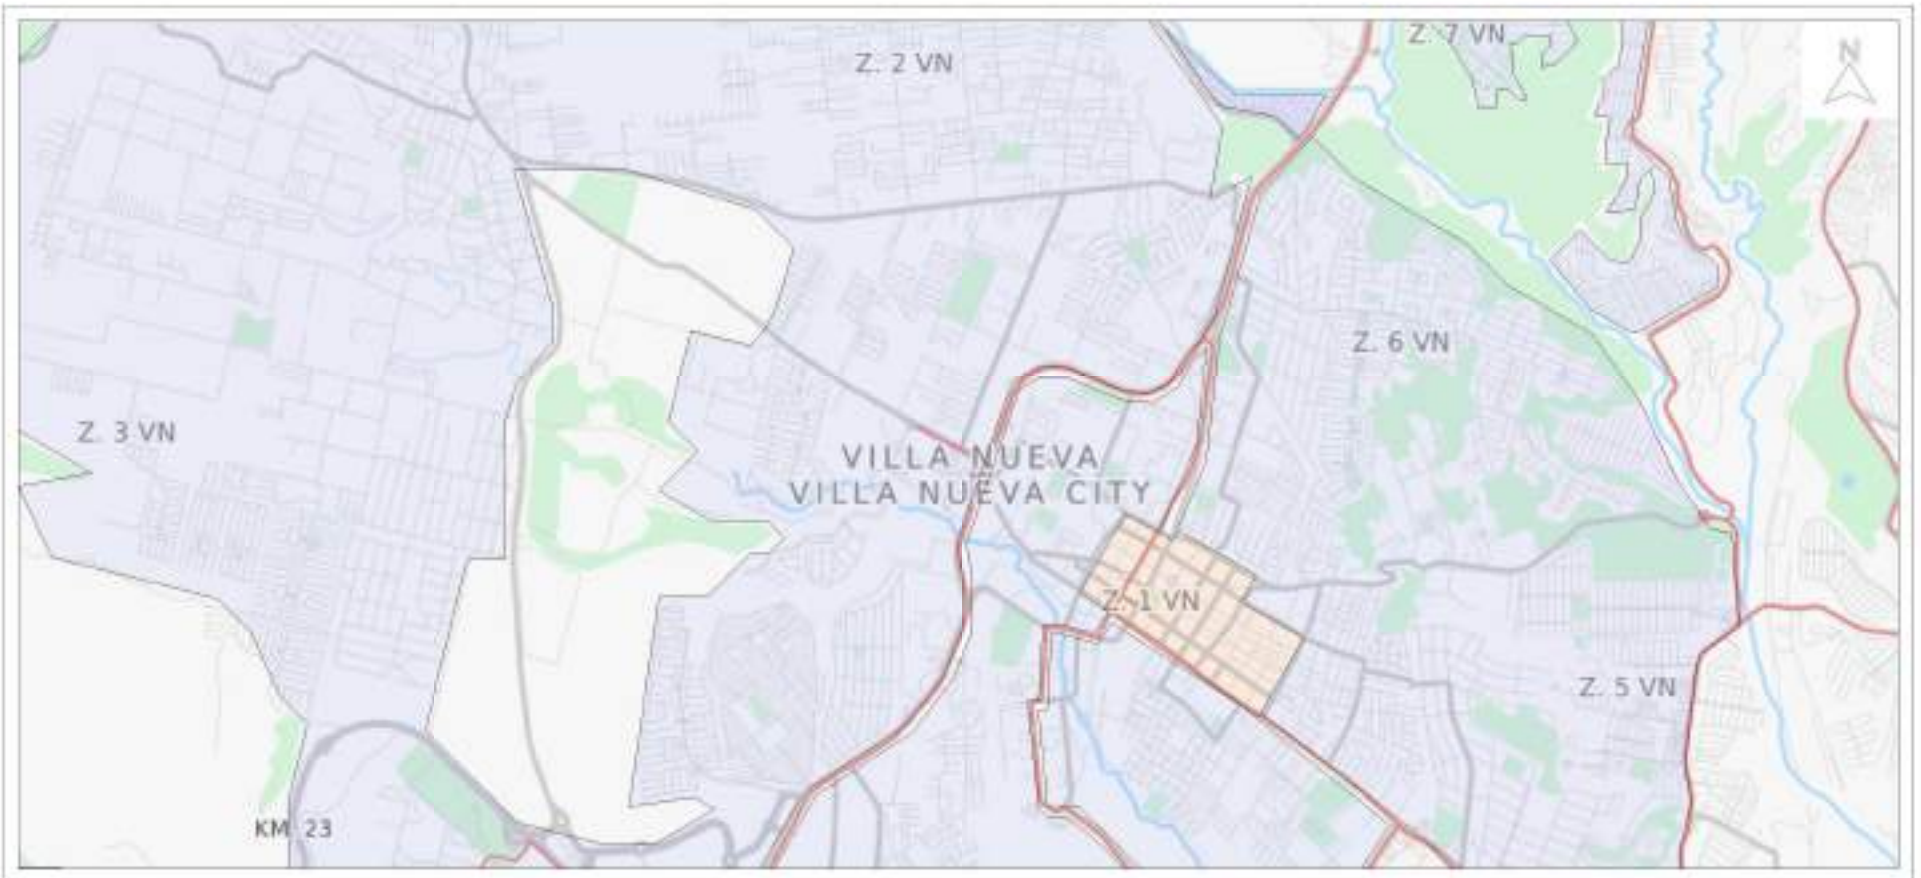 Z. 7 VN
N
Z. 2 VN
Z. 6 VN
Z. 3 VN
VILLA NUEVA
VILLA NUEVA CITY
Z. 1 VN
Z. 5 VN
KM. 23